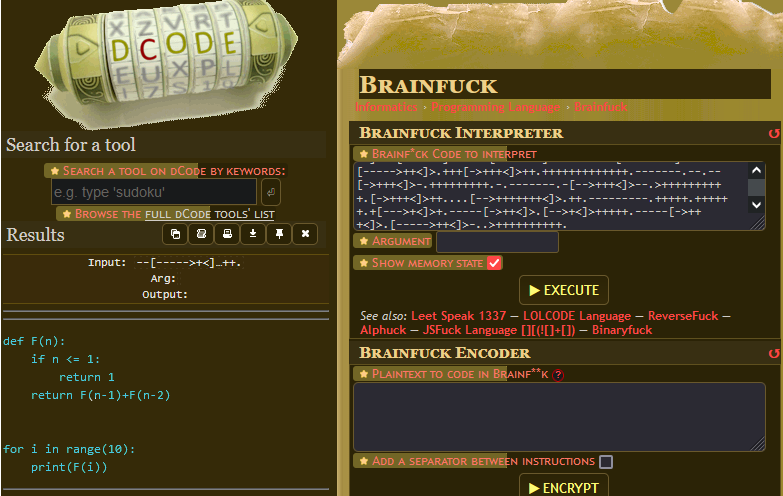 DCODE
Search for a tool
SEARCH A TOOL ON DCODE BY KEYWORDS:
e.g. type 'sudoku'
BROWSE THE FULL DCODE TOOLS' LIST
Results
Input: --[----->+<]…++.
Arg:
Output:
def F(n):
    if n <= 1:
        return 1
    return F(n-1)+F(n-2)
for i in range(10):
    print(F(i))
BRAINFUCK
Informatics › Programming Language › Brainfuck
BRAINFUCK INTERPRETER
BRAINF*CK CODE TO INTERPRET
[----->++<]>.+++[->+++<]>++.+++++++++++++.-------.--.--
[->+++<]>-.+++++++++.-.-------.-[-->+++<]>--.>+++++++++
+.[->+++<]>++....[--+++++++<]>.++.---------.+++++.+++++
+.+[--->+<]>+.-----[->++<]>.[-->+<]>+++++.-----[->++
<]>.[----->++<]>-..>++++++++++.
ARGUMENT
SHOW MEMORY STATE
EXECUTE
See also: Leet Speak 1337 — LOLCODE Language — ReverseFuck —
Alphuck — JSFuck Language [][(![]+[]) — Binaryfuck
BRAINFUCK ENCODER
PLAINTEXT TO CODE IN BRAINF**K ?
ADD A SEPARATOR BETWEEN INSTRUCTIONS
ENCRYPT